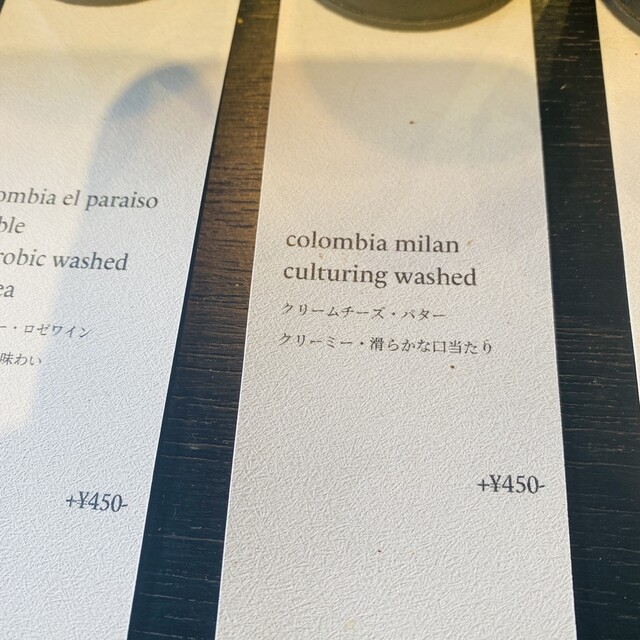 ombia el paraiso
ble
robic washed
ea
ー・ロゼワイン
味わい
+¥450-
colombia milan
culturing washed
クリームチーズ・バター
クリーミー・滑らかな口当たり
+¥450-